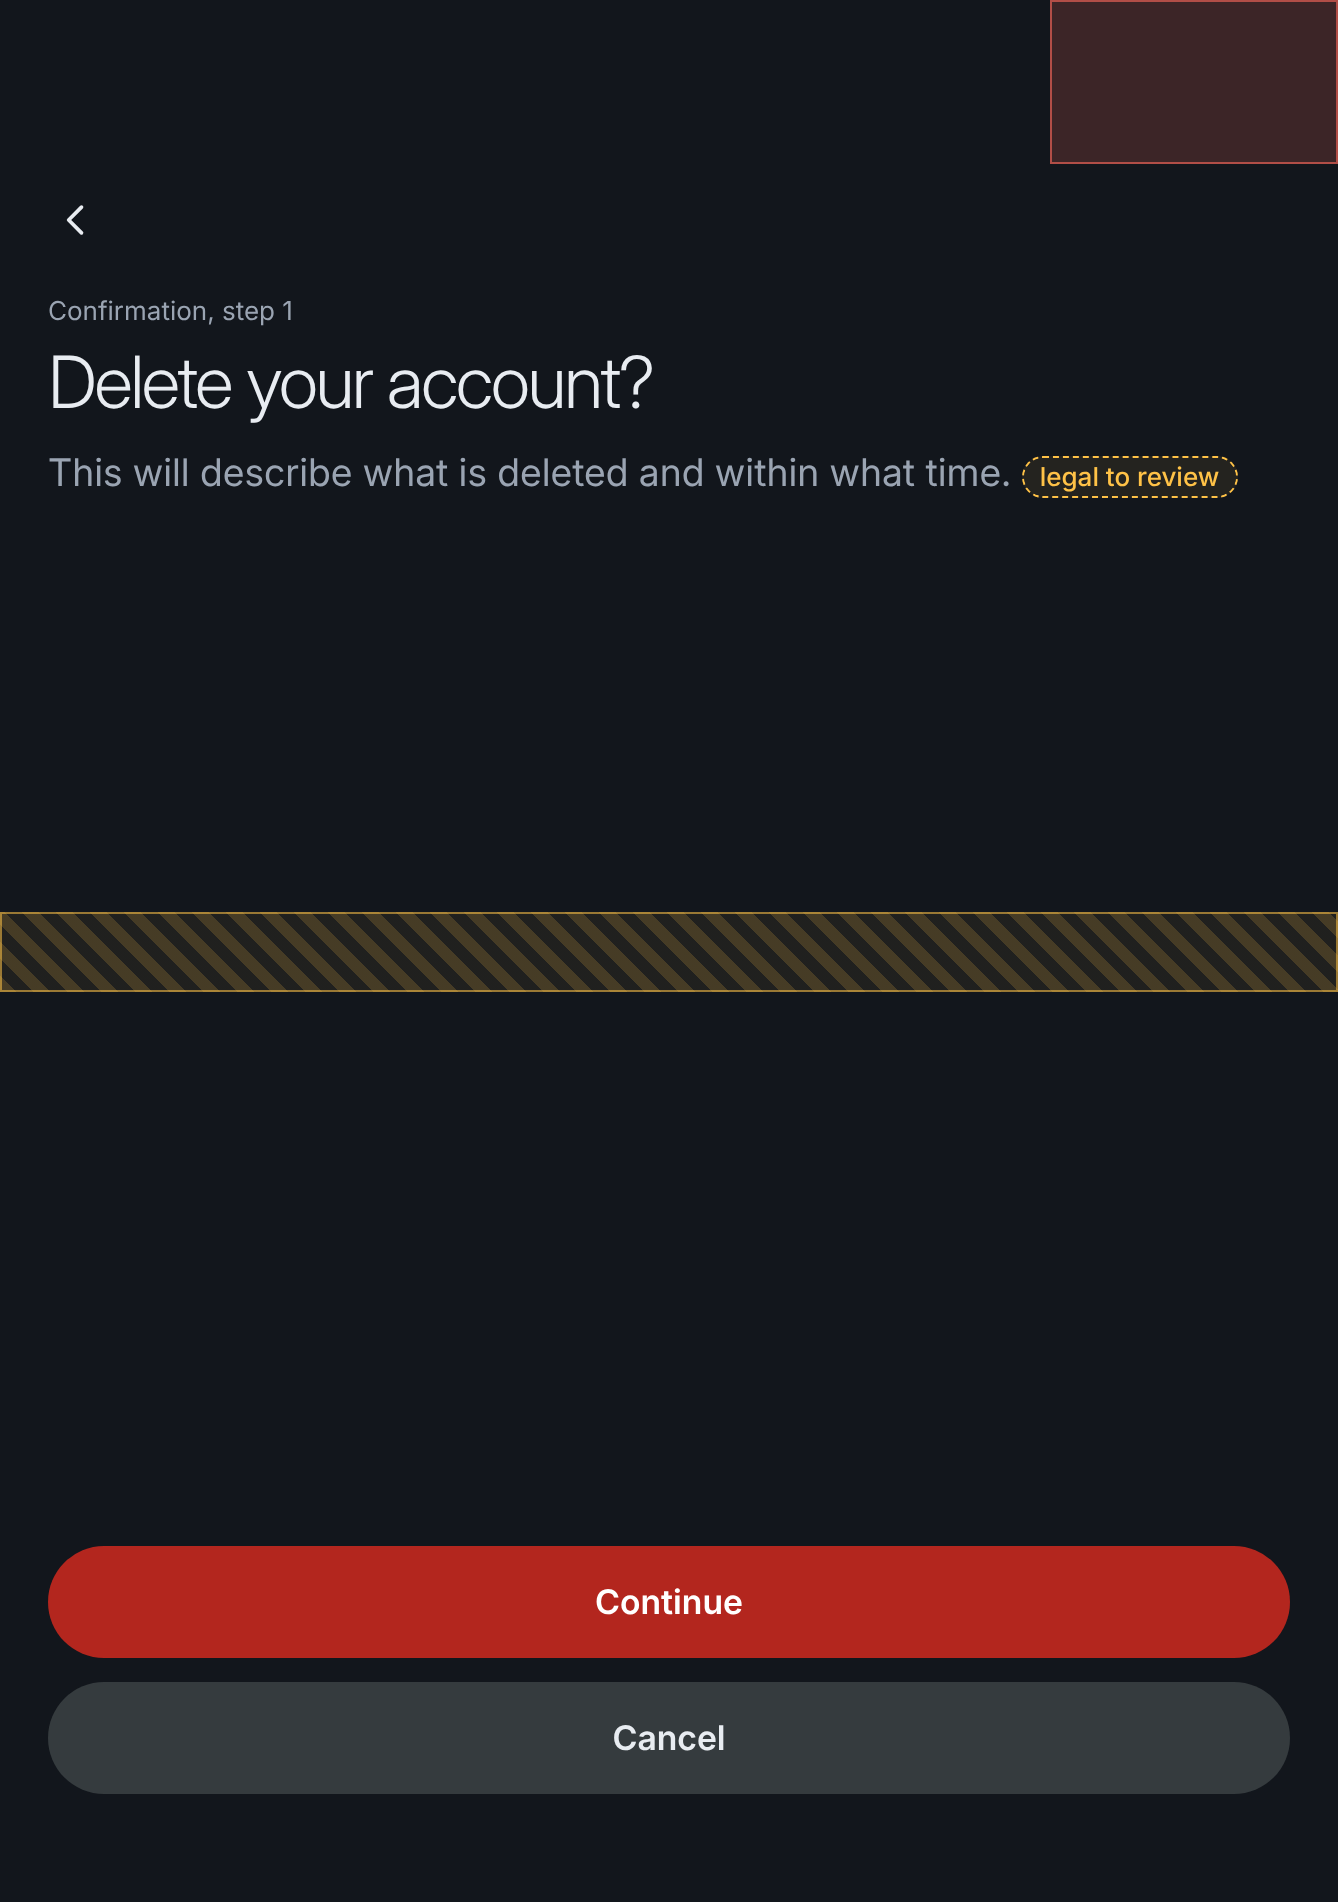 Confirmation, step 1
Delete your account?
This will describe what is deleted and within what time. legal to review
Continue
Cancel